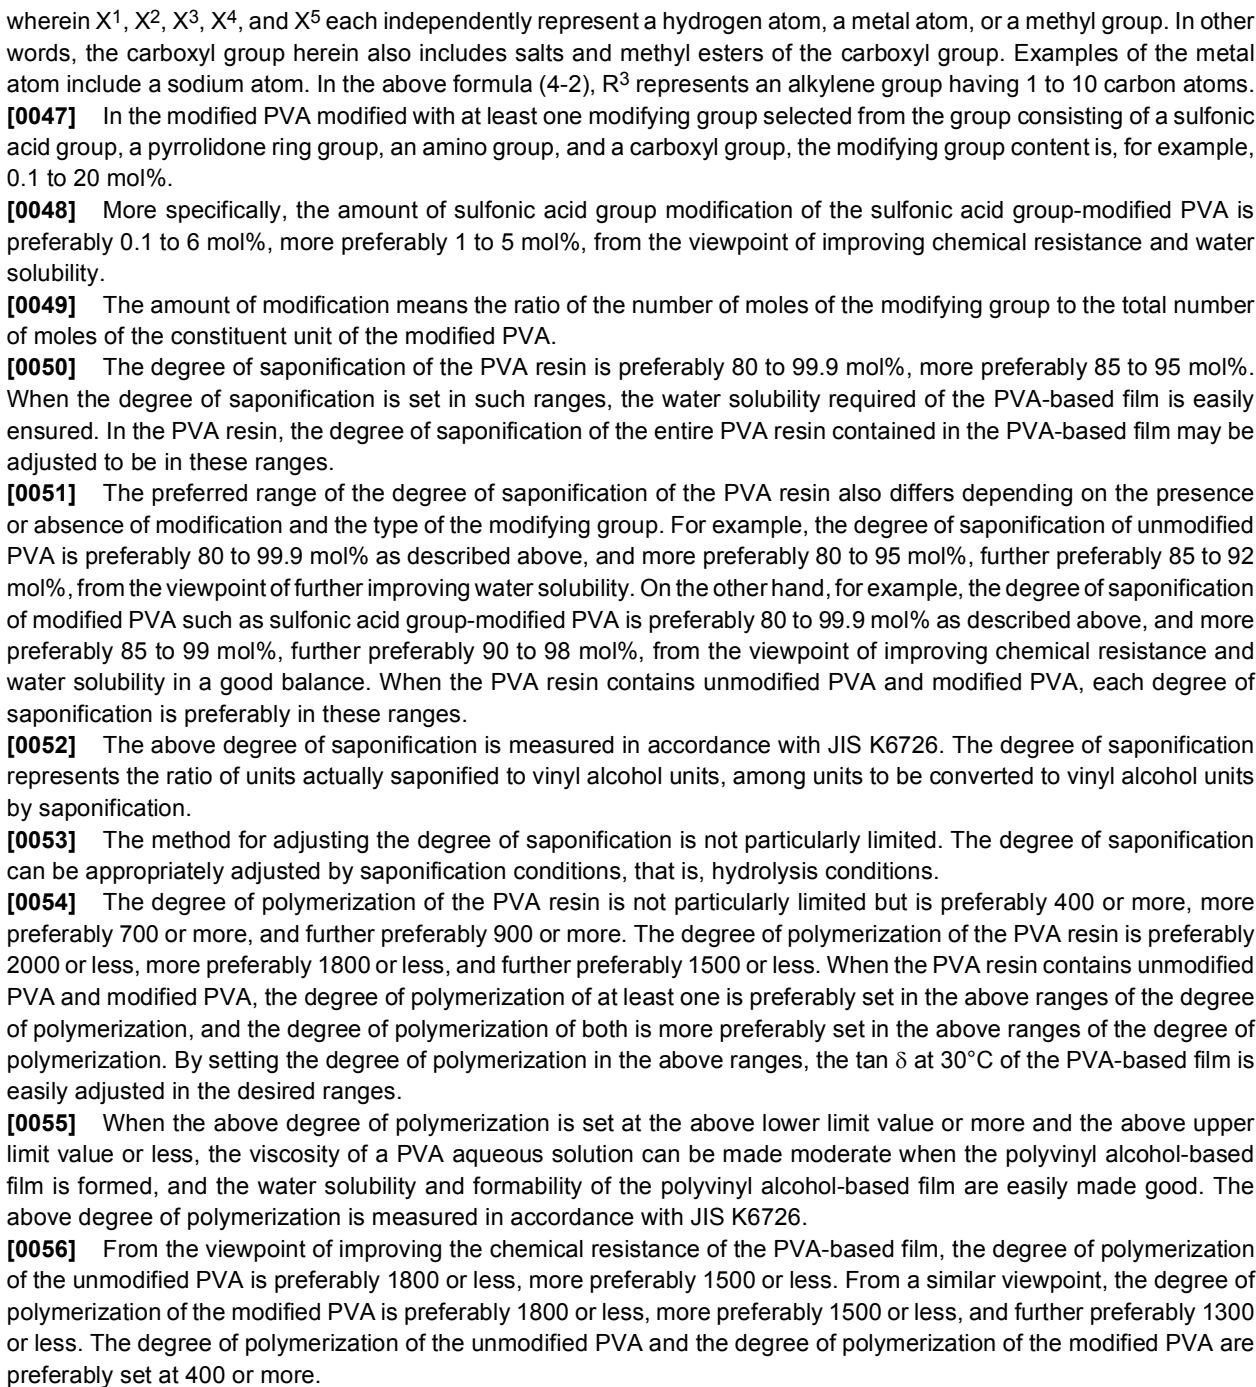 wherein X1, X2, X3, X4, and X5 each independently represent a hydrogen atom, a metal atom, or a methyl group. In other
words, the carboxyl group herein also includes salts and methyl esters of the carboxyl group. Examples of the metal
atom include a sodium atom. In the above formula (4-2), R3 represents an alkylene group having 1 to 10 carbon atoms.
[0047] In the modified PVA modified with at least one modifying group selected from the group consisting of a sulfonic
acid group, a pyrrolidone ring group, an amino group, and a carboxyl group, the modifying group content is, for example,
0.1 to 20 mol%.
[0048] More specifically, the amount of sulfonic acid group modification of the sulfonic acid group-modified PVA is
preferably 0.1 to 6 mol%, more preferably 1 to 5 mol%, from the viewpoint of improving chemical resistance and water
solubility.
[0049] The amount of modification means the ratio of the number of moles of the modifying group to the total number
of moles of the constituent unit of the modified PVA.
[0050] The degree of saponification of the PVA resin is preferably 80 to 99.9 mol%, more preferably 85 to 95 mol%.
When the degree of saponification is set in such ranges, the water solubility required of the PVA-based film is easily
ensured. In the PVA resin, the degree of saponification of the entire PVA resin contained in the PVA-based film may be
adjusted to be in these ranges.
[0051] The preferred range of the degree of saponification of the PVA resin also differs depending on the presence
or absence of modification and the type of the modifying group. For example, the degree of saponification of unmodified
PVA is preferably 80 to 99.9 mol% as described above, and more preferably 80 to 95 mol%, further preferably 85 to 92
mol%, from the viewpoint of further improving water solubility. On the other hand, for example, the degree of saponification
of modified PVA such as sulfonic acid group-modified PVA is preferably 80 to 99.9 mol% as described above, and more
preferably 85 to 99 mol%, further preferably 90 to 98 mol%, from the viewpoint of improving chemical resistance and
water solubility in a good balance. When the PVA resin contains unmodified PVA and modified PVA, each degree of
saponification is preferably in these ranges.
[0052] The above degree of saponification is measured in accordance with JIS K6726. The degree of saponification
represents the ratio of units actually saponified to vinyl alcohol units, among units to be converted to vinyl alcohol units
by saponification.
[0053] The method for adjusting the degree of saponification is not particularly limited. The degree of saponification
can be appropriately adjusted by saponification conditions, that is, hydrolysis conditions.
[0054] The degree of polymerization of the PVA resin is not particularly limited but is preferably 400 or more, more
preferably 700 or more, and further preferably 900 or more. The degree of polymerization of the PVA resin is preferably
2000 or less, more preferably 1800 or less, and further preferably 1500 or less. When the PVA resin contains unmodified
PVA and modified PVA, the degree of polymerization of at least one is preferably set in the above ranges of the degree
of polymerization, and the degree of polymerization of both is more preferably set in the above ranges of the degree of
polymerization. By setting the degree of polymerization in the above ranges, the tan δ at 30°C of the PVA-based film is
easily adjusted in the desired ranges.
[0055] When the above degree of polymerization is set at the above lower limit value or more and the above upper
limit value or less, the viscosity of a PVA aqueous solution can be made moderate when the polyvinyl alcohol-based
film is formed, and the water solubility and formability of the polyvinyl alcohol-based film are easily made good. The
above degree of polymerization is measured in accordance with JIS K6726.
[0056] From the viewpoint of improving the chemical resistance of the PVA-based film, the degree of polymerization
of the unmodified PVA is preferably 1800 or less, more preferably 1500 or less. From a similar viewpoint, the degree of
polymerization of the modified PVA is preferably 1800 or less, more preferably 1500 or less, and further preferably 1300
or less. The degree of polymerization of the unmodified PVA and the degree of polymerization of the modified PVA are
preferably set at 400 or more.